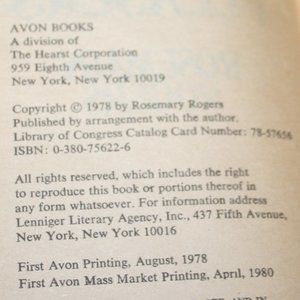 AVON BOOKS
A division of
The Hearst Corporation
959 Eighth Avenue
New York, New York 10019
Copyright © 1978 by Rosemary Rogers
Published by arrangement with the author.
Library of Congress Catalog Card Number: 78-57656
ISBN: 0-380-75622-6
All rights reserved, which includes the right
to reproduce this book or portions thereof in
any form whatsoever. For information address
Lenniger Literary Agency, Inc., 437 Fifth Avenue,
New York, New York 10016
First Avon Printing, August, 1978
First Avon Mass Market Printing, April, 1980